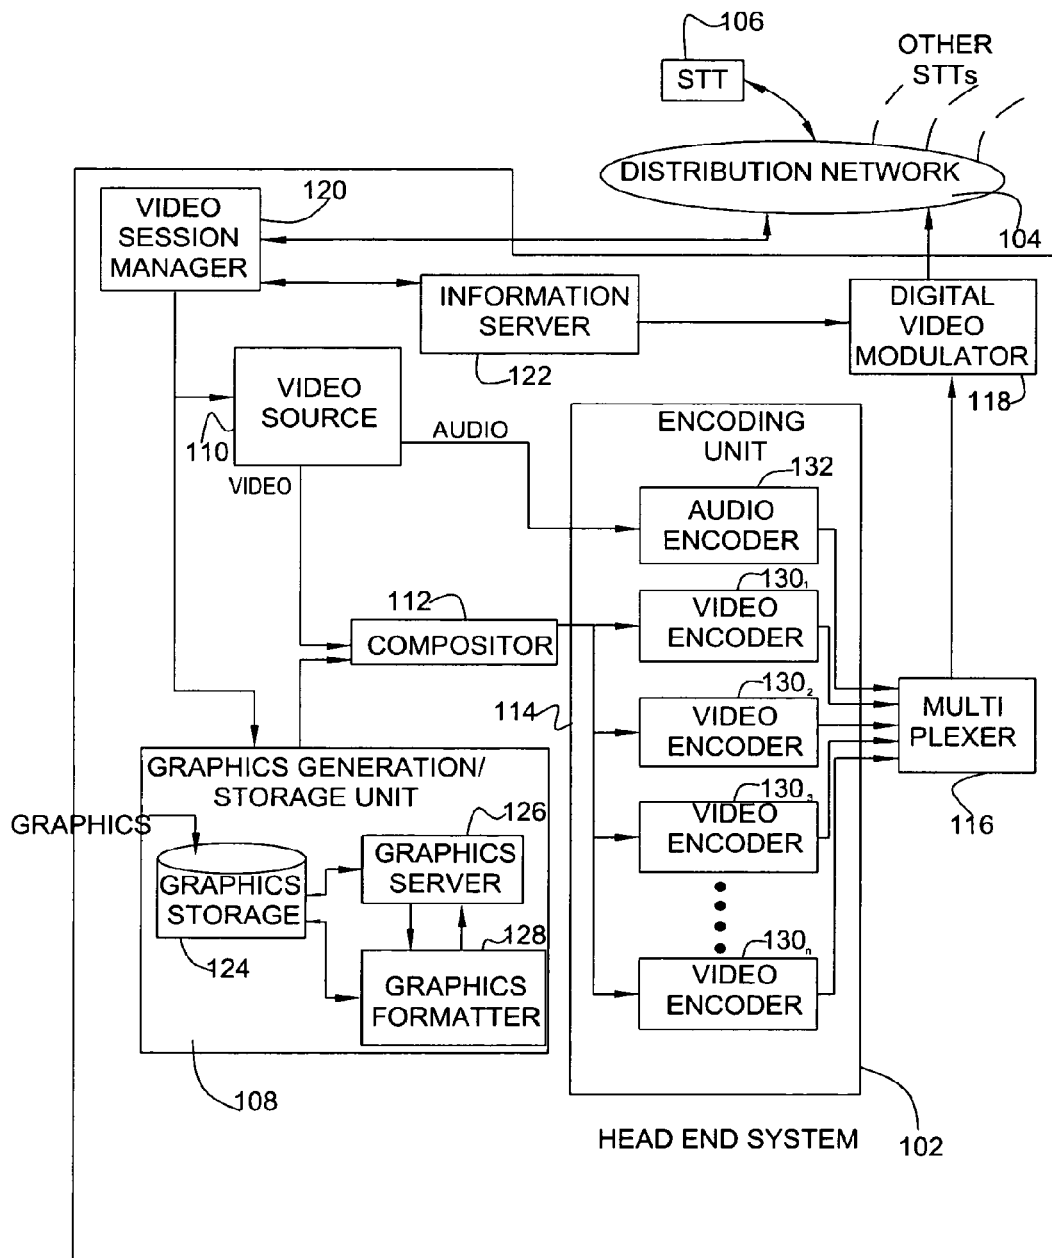 106
STT
OTHER
STTs
DISTRIBUTION NETWORK
104
120
VIDEO
SESSION
MANAGER
INFORMATION
SERVER
122
DIGITAL
VIDEO
MODULATOR
118
VIDEO
SOURCE
110
AUDIO
VIDEO
ENCODING
UNIT
132
AUDIO
ENCODER
130₁
VIDEO
ENCODER
112
COMPOSITOR
114
130₂
VIDEO
ENCODER
MULTI
PLEXER
116
130₃
VIDEO
ENCODER
130ₙ
VIDEO
ENCODER
GRAPHICS GENERATION/
STORAGE UNIT
GRAPHICS
126
GRAPHICS
SERVER
GRAPHICS
STORAGE
124
128
GRAPHICS
FORMATTER
108
HEAD END SYSTEM
102